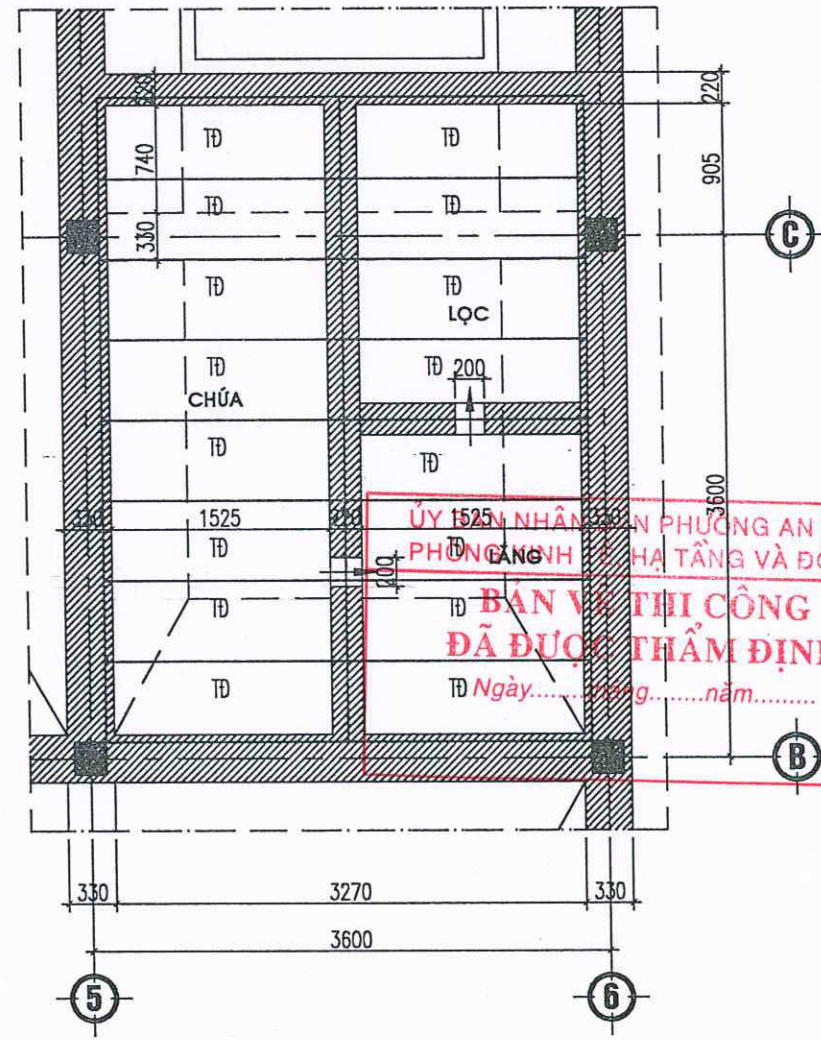 220
220
TĐ
TĐ
740
905
TĐ
TĐ
330
C
TĐ
TĐ
LỌC
TĐ
TĐ
200
CHỨA
TĐ
TĐ
3600
1525
1525
330
ỦY BAN NHÂN DÂN PHƯỜNG AN
TĐ
200
LẮNG
PHÒNG KINH TẾ, HẠ TẦNG VÀ ĐÔ
TĐ
TĐ
BẢN VẼ THI CÔNG
ĐÃ ĐƯỢC THẨM ĐỊNH
TĐ
TĐ
Ngày.........tháng........năm.........
B
330
3270
330
3600
5
6